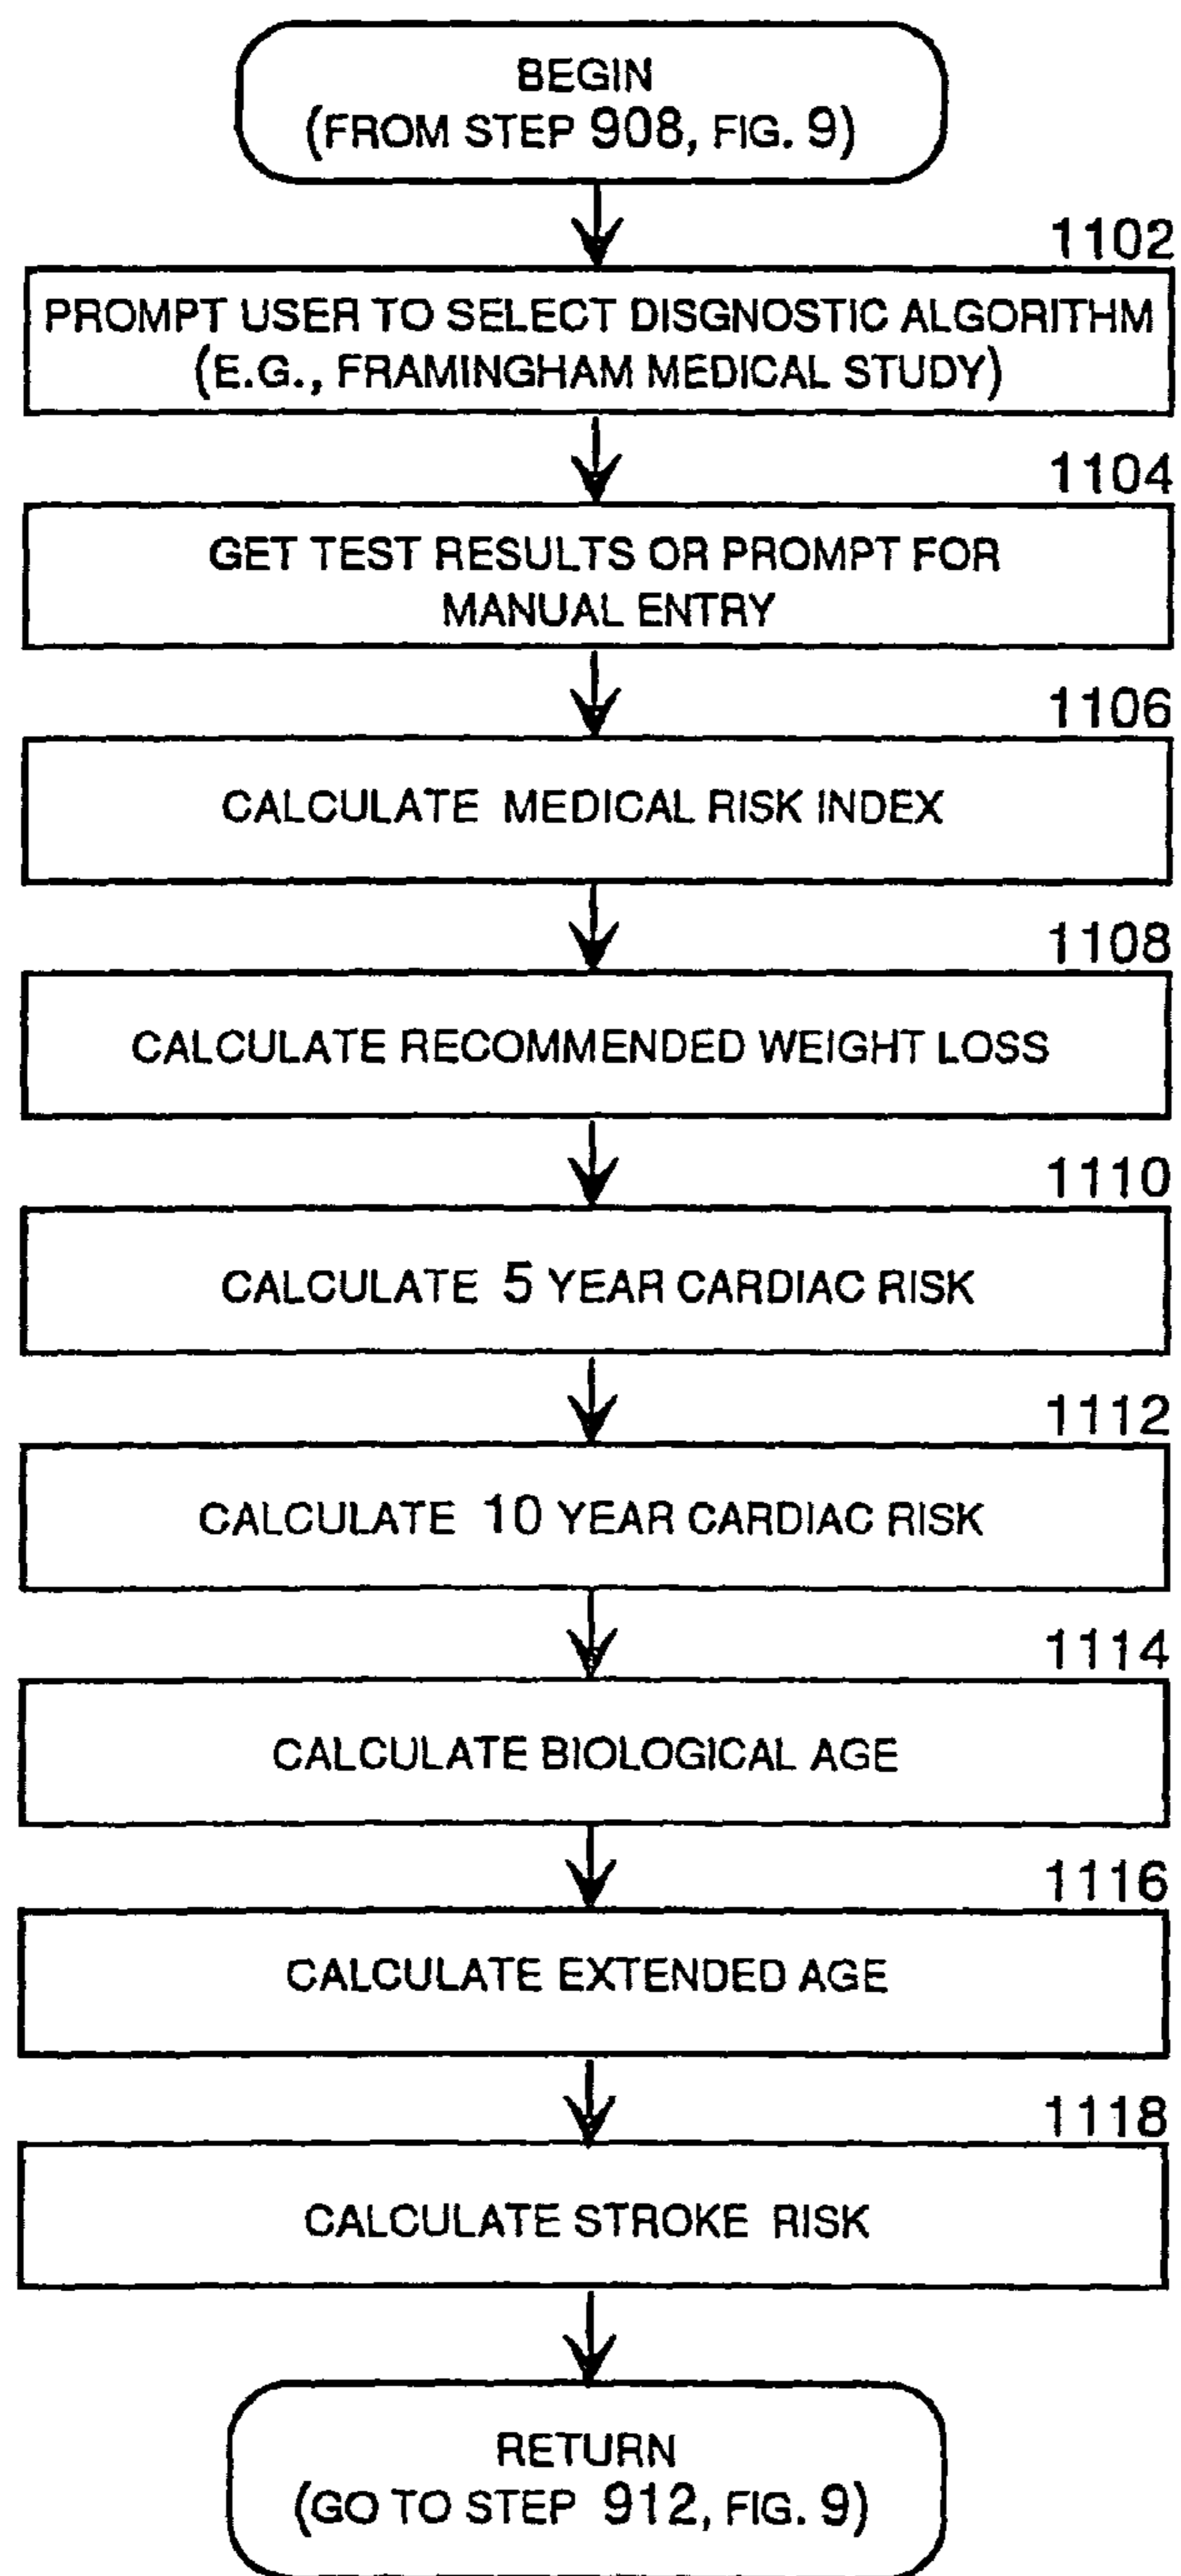 BEGIN
(FROM STEP 908, FIG. 9)
1102
PROMPT USER TO SELECT DISGNOSTIC ALGORITHM
(E.G., FRAMINGHAM MEDICAL STUDY)
1104
GET TEST RESULTS OR PROMPT FOR
MANUAL ENTRY
1106
CALCULATE MEDICAL RISK INDEX
1108
CALCULATE RECOMMENDED WEIGHT LOSS
1110
CALCULATE 5 YEAR CARDIAC RISK
1112
CALCULATE 10 YEAR CARDIAC RISK
1114
CALCULATE BIOLOGICAL AGE
1116
CALCULATE EXTENDED AGE
1118
CALCULATE STROKE RISK
RETURN
(GO TO STEP 912, FIG. 9)